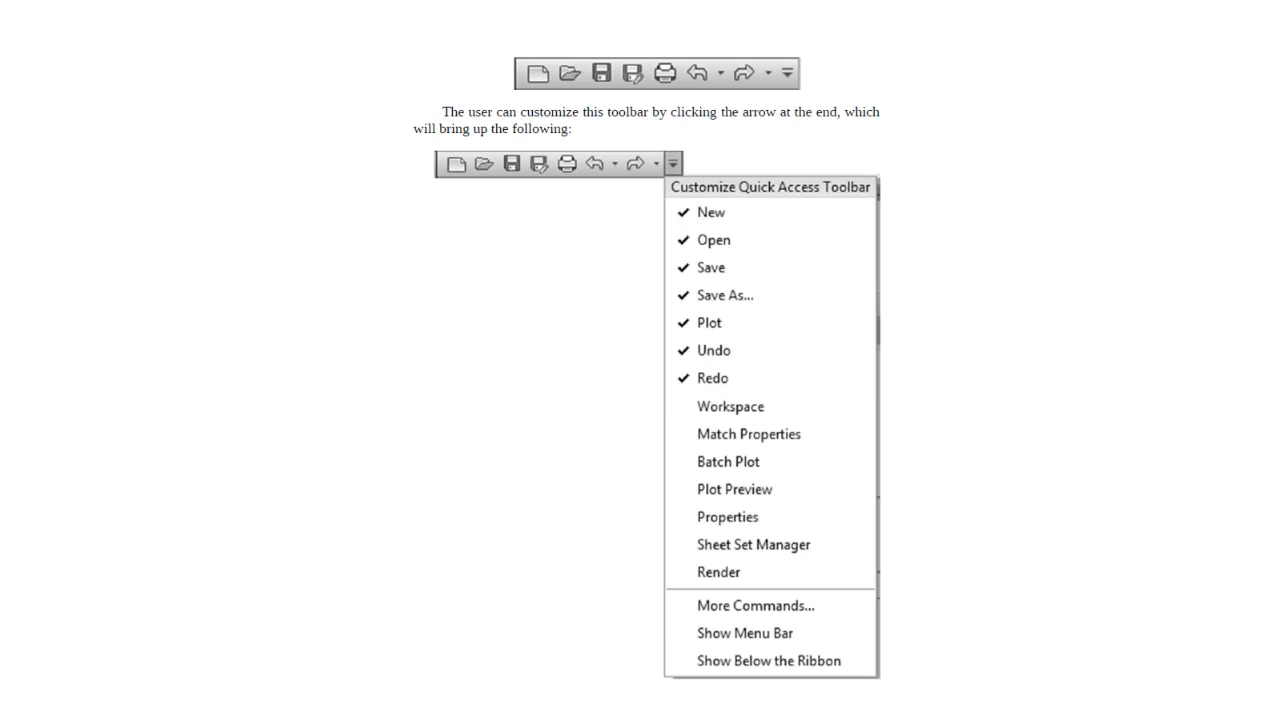 The user can customize this toolbar by clicking the arrow at the end, which
will bring up the following:
Customize Quick Access Toolbar
New
Open
Save
Save As...
Plot
Undo
Redo
Workspace
Match Properties
Batch Plot
Plot Preview
Properties
Sheet Set Manager
Render
More Commands...
Show Menu Bar
Show Below the Ribbon